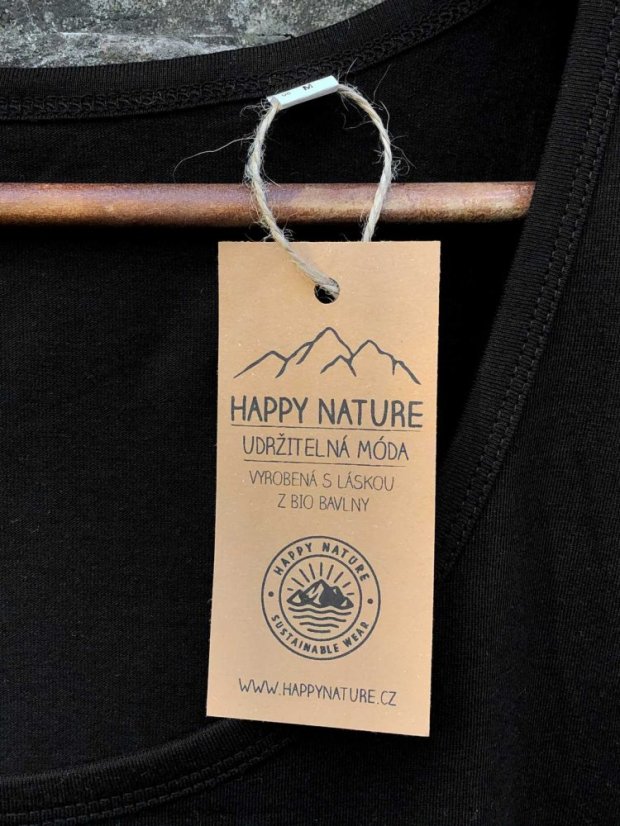 M
HAPPY NATURE
UDRŽITELNÁ MÓDA
VYROBENÁ S LÁSKOU
Z BIO BAVLNY
HAPPY NATURE
SUSTAINABLE WEAR
WWW.HAPPYNATURE.CZ